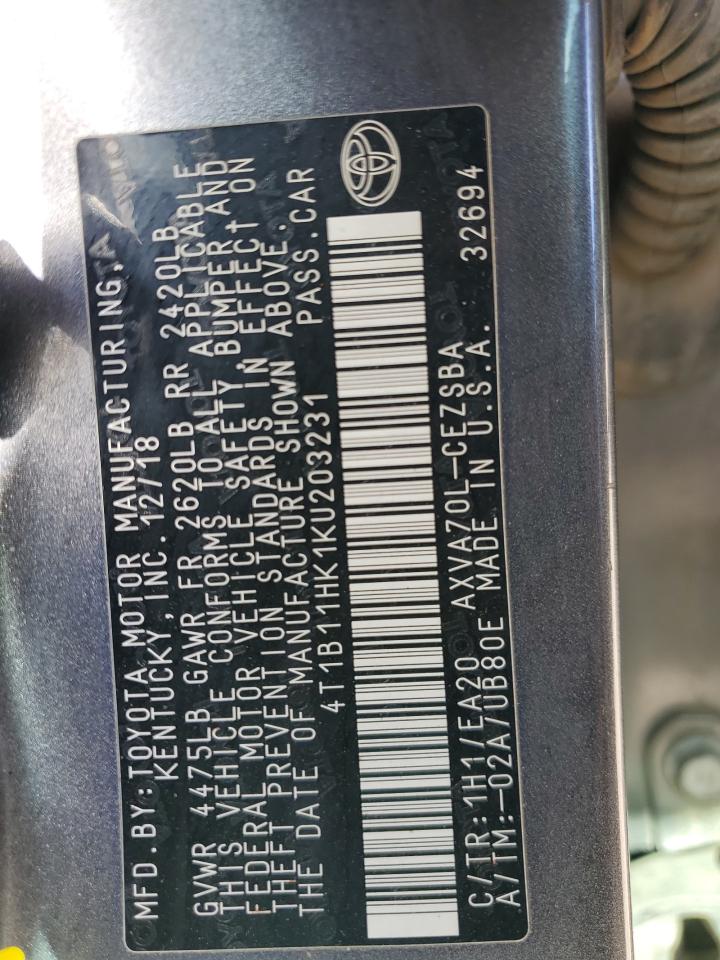 MFD.BY:TOYOTA MOTOR MANUFACTURING,
KENTUCKY, INC. 12/18
GVWR 4475LB GAWR FR 2620LB RR 2420LB
THIS VEHICLE CONFORMS TO ALL APPLICABLE
FEDERAL MOTOR VEHICLE SAFETY BUMPER AND
THEFT PREVENTION STANDARDS IN EFFECT ON
THE DATE OF MANUFACTURE SHOWN ABOVE.
4T1B11HK1KU203231 PASS.CAR
C/TR:1H1/EA20 AXVA70L-CEZSBA
A/TM:-02A/UB80E MADE IN U.S.A. 32694